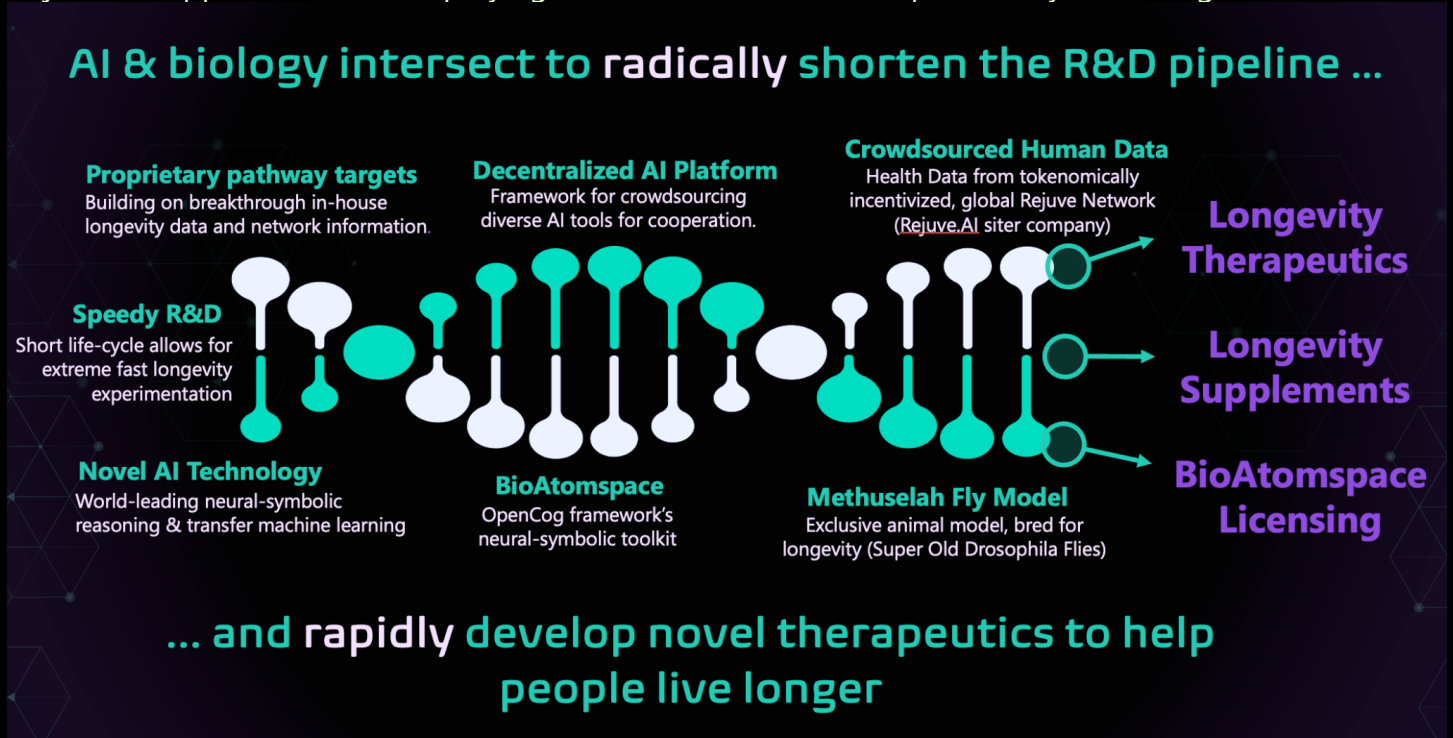 AI & biology intersect to radically shorten the R&D pipeline ...
Proprietary pathway targets
Building on breakthrough in-house
longevity data and network information.
Decentralized AI Platform
Framework for crowdsourcing
diverse AI tools for cooperation.
Crowdsourced Human Data
Health Data from tokenomically
incentivized, global Rejuve Network
(Rejuve.AI siter company)
Speedy R&D
Short life-cycle allows for
extreme fast longevity
experimentation
Novel AI Technology
World-leading neural-symbolic
reasoning & transfer machine learning
BioAtomspace
OpenCog framework's
neural-symbolic toolkit
Methuselah Fly Model
Exclusive animal model, bred for
longevity (Super Old Drosophila Flies)
Longevity
Therapeutics
Longevity
Supplements
BioAtomspace
Licensing
... and rapidly develop novel therapeutics to help
people live longer